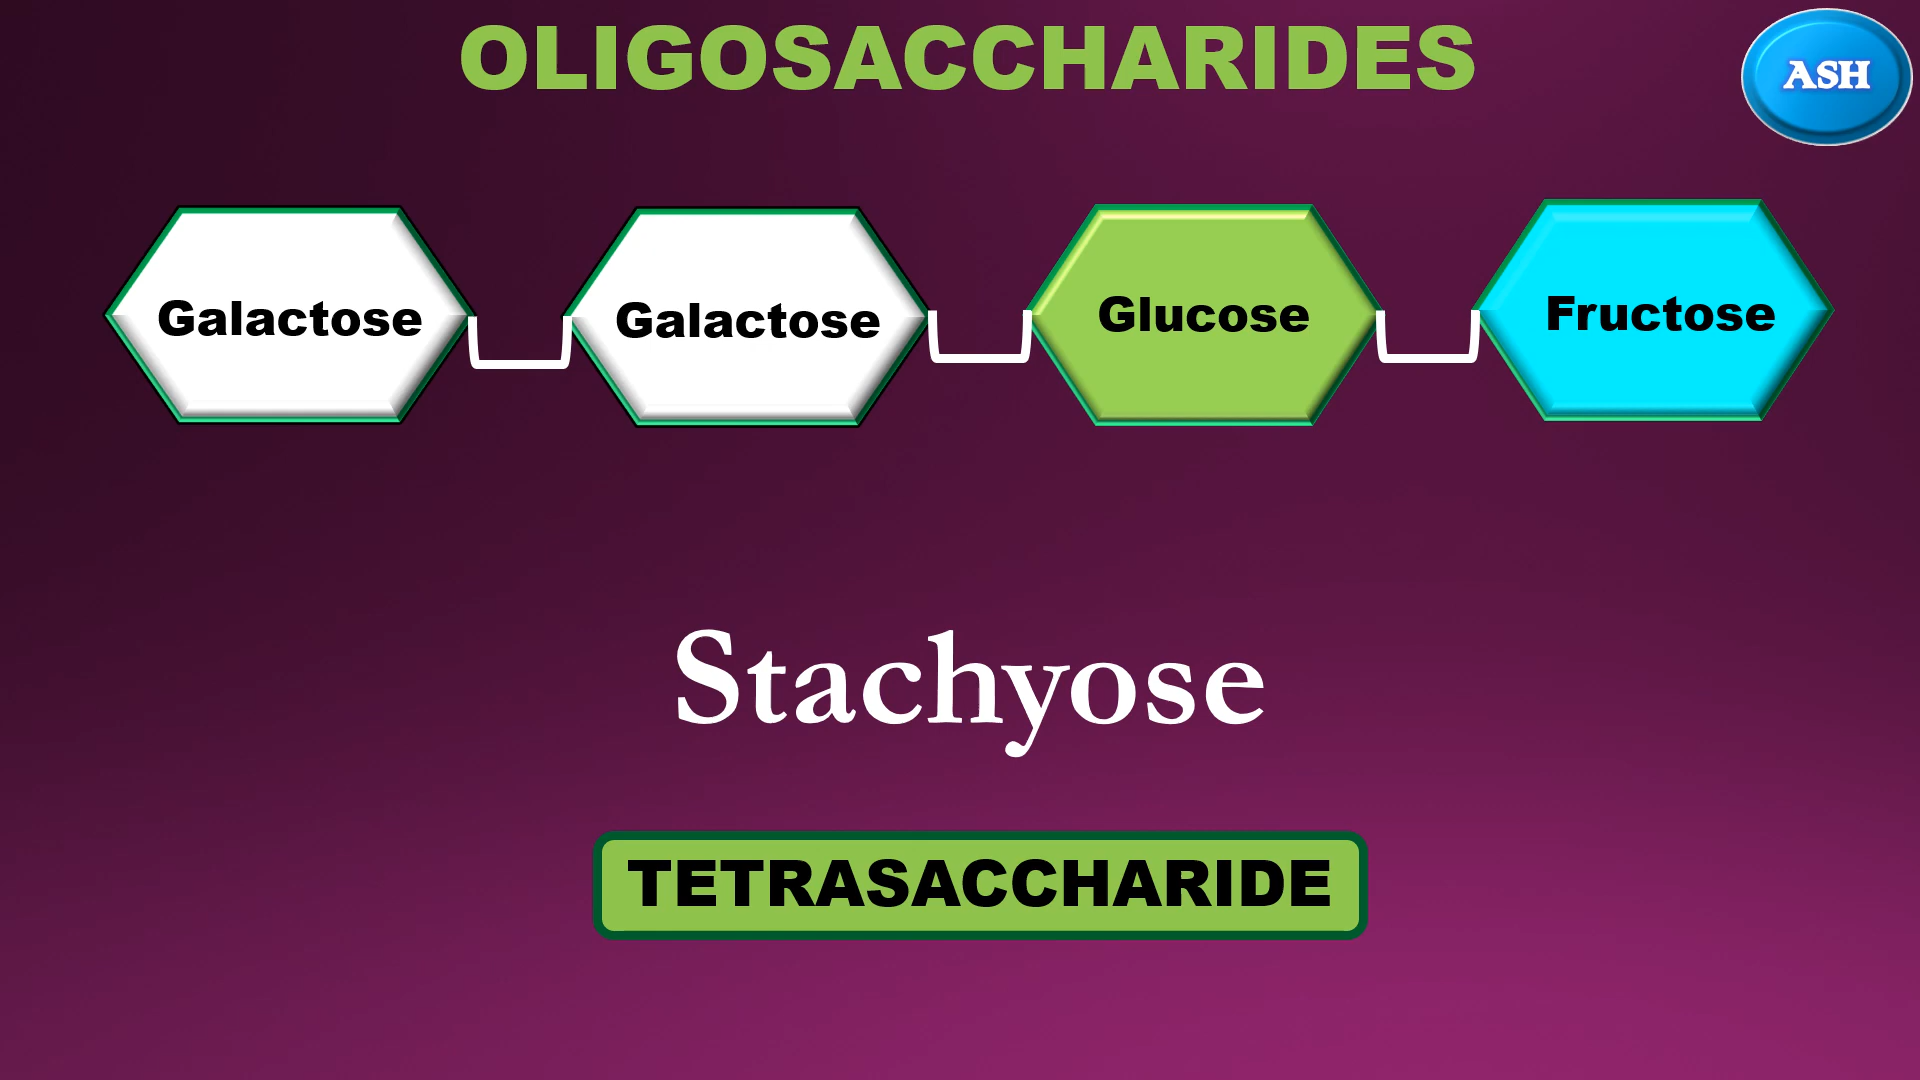 OLIGOSACCHARIDES
ASH
Galactose Galactose Glucose Fructose
Stachyose
TETRASACCHARIDE